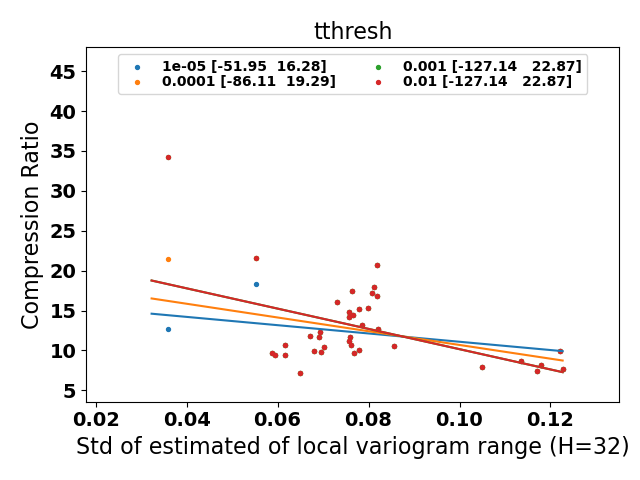 tthresh
1e-05 [-51.95  16.28]
0.0001 [-86.11  19.29]
0.001 [-127.14   22.87]
0.01 [-127.14   22.87]
Compression Ratio
45
40
35
30
25
20
15
10
5
0.02 0.04 0.06 0.08 0.10 0.12
Std of estimated of local variogram range (H=32)